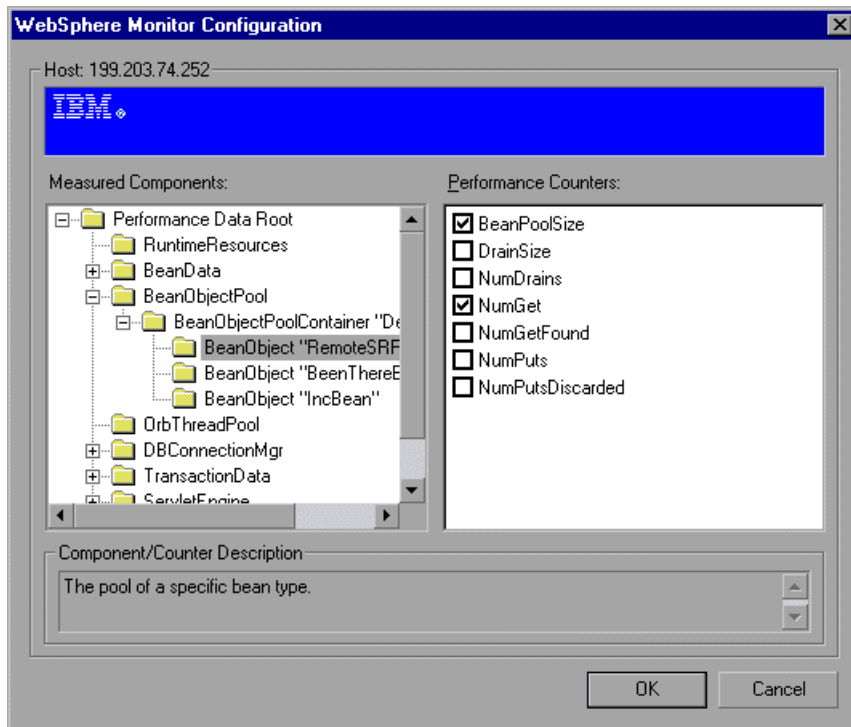 WebSphere Monitor Configuration
Host: 199.203.74.252
IBM®
Measured Components:
Performance Data Root
RuntimeResources
BeanData
BeanObjectPool
BeanObjectPoolContainer "De
BeanObject "RemoteSRF
BeanObject "BeenThereE
BeanObject "IncBean"
OrbThreadPool
DBConnectionMgr
TransactionData
ServletEngine
Performance Counters:
BeanPoolSize
DrainSize
NumDrains
NumGet
NumGetFound
NumPuts
NumPutsDiscarded
Component/Counter Description
The pool of a specific bean type.
OK
Cancel